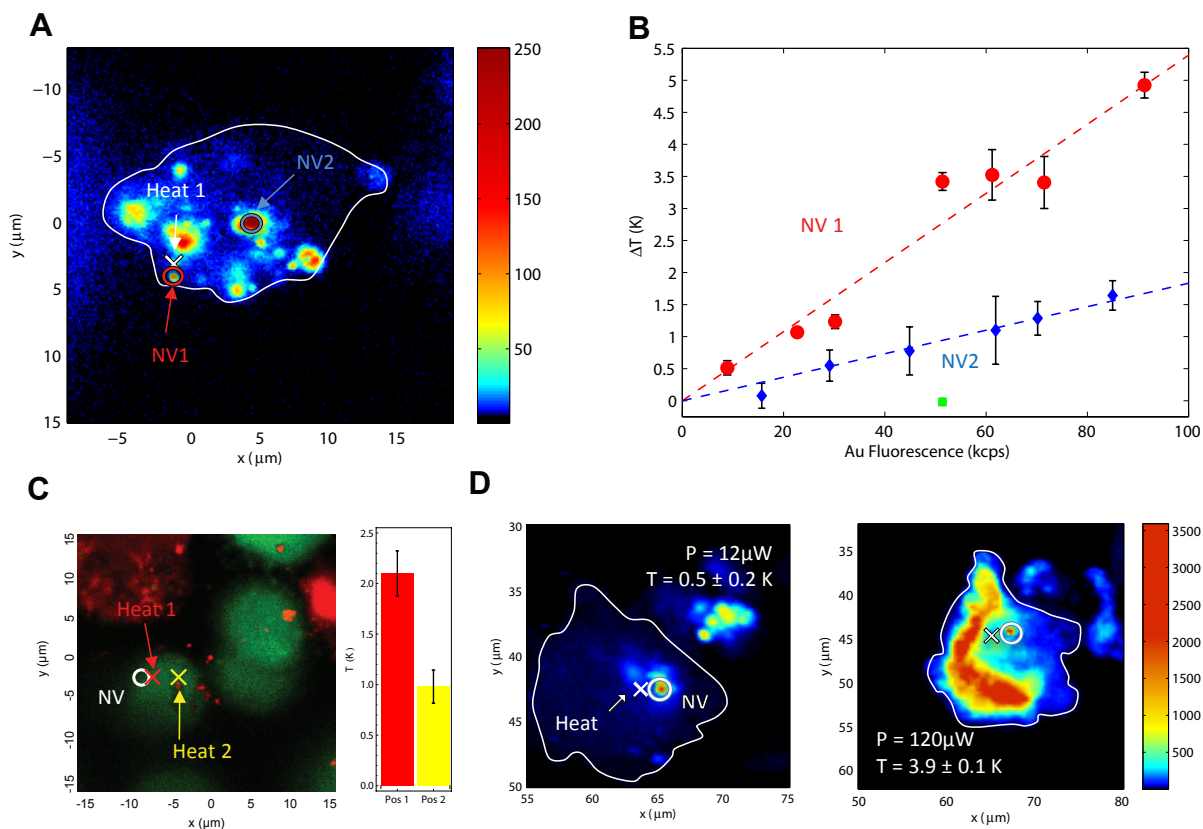 A
−10
−5
0
5
10
15
y (μm)
−5
0
5
10
15
x (μm)
Heat 1
NV2
NV1
250
200
150
100
50
B
5.5
5
4.5
4
3.5
3
2.5
2
1.5
1
0.5
0
ΔT (K)
0
20
40
60
80
100
Au Fluorescence (kcps)
NV 1
NV2
C
15
10
5
0
-5
-10
-15
y (μm)
-15
-10
-5
0
5
10
15
x (μm)
Heat 1
NV
Heat 2
2.5
2.0
1.5
1.0
0.5
0.0
T (K)
Pos 1
Pos 2
D
30
35
40
45
50
y (μm)
55
60
65
70
75
x (μm)
P = 12μW
T = 0.5 ± 0.2 K
NV
Heat
35
40
45
50
55
60
y (μm)
50
60
70
80
x (μm)
P = 120μW
T = 3.9 ± 0.1 K
3500
3000
2500
2000
1500
1000
500
0